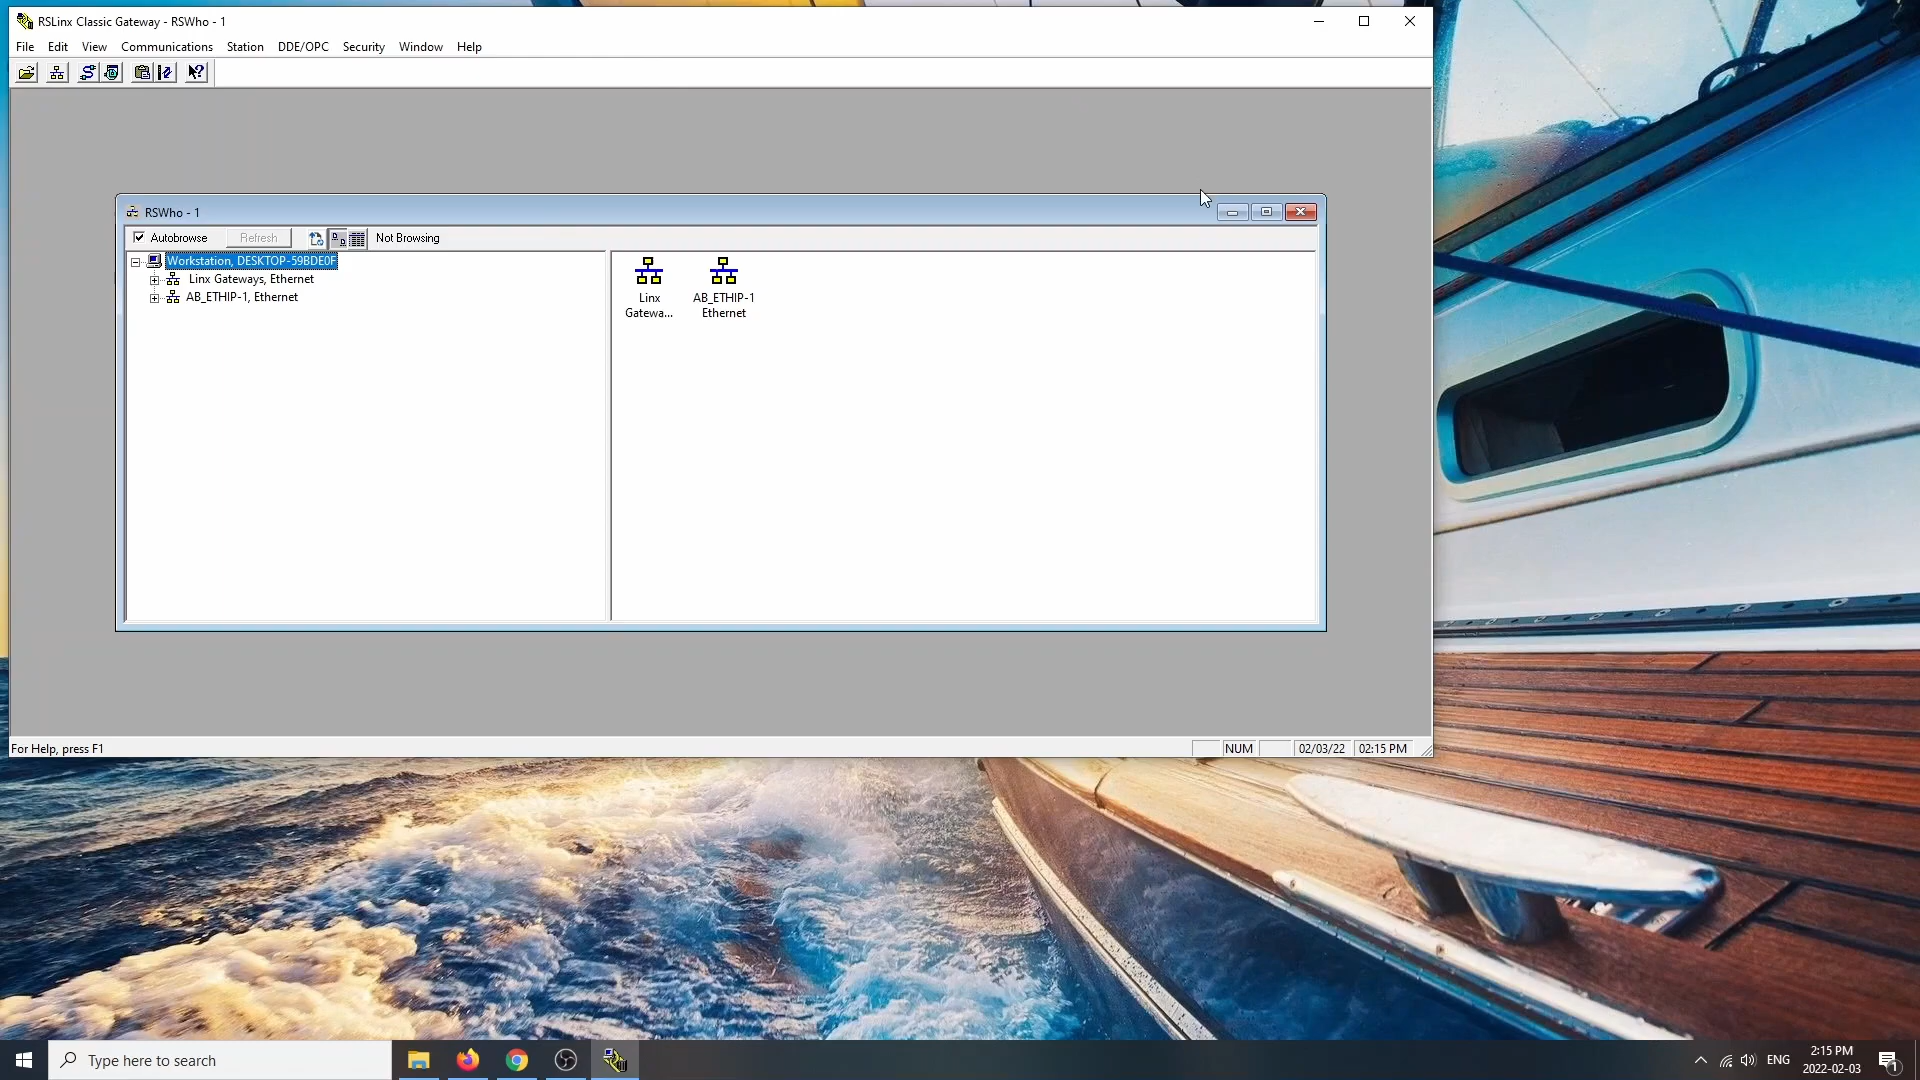 RSLinx Classic Gateway - RSWho - 1
File Edit View Communications Station DDE/OPC Security Window Help
RSWho - 1
Autobrowse Refresh Not Browsing
Workstation, DESKTOP-59BDE0F
Linx Gateways, Ethernet
AB_ETHIP-1, Ethernet
Linx
Gatewa...
AB_ETHIP-1
Ethernet
For Help, press F1
NUM 02/03/22 02:15 PM
Type here to search
ENG
2:15 PM
2022-02-03
1